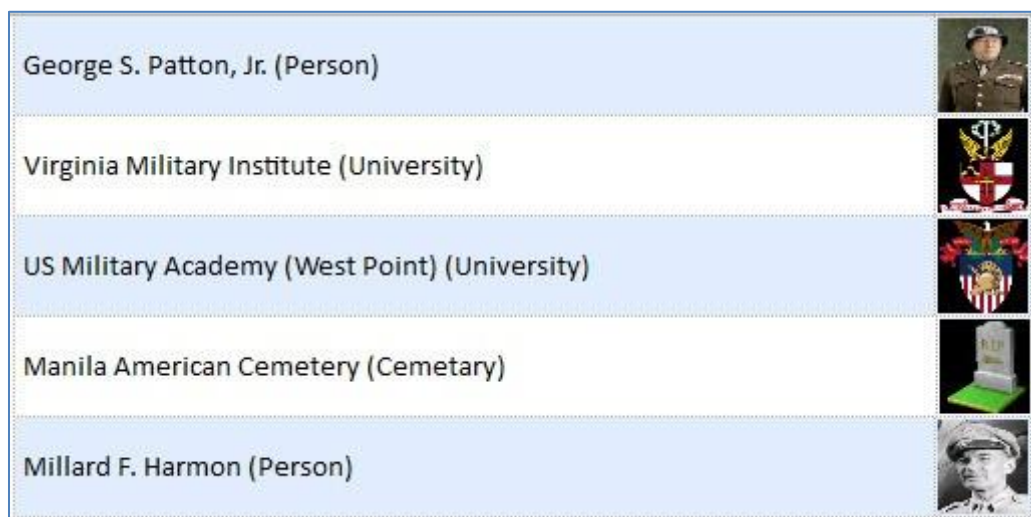 George S. Patton, Jr. (Person)
Virginia Military Institute (University)
US Military Academy (West Point) (University)
Manila American Cemetery (Cemetary)
R.I.P
Millard F. Harmon (Person)